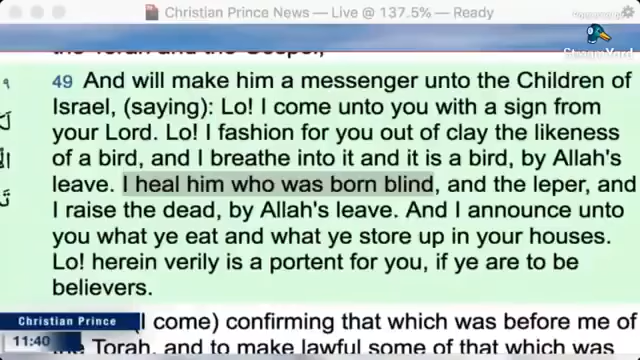 Christian Prince News — Live @ 137.5% — Ready
the Torah and the Gospel,
49 And will make him a messenger unto the Children of
Israel, (saying): Lo! I come unto you with a sign from
your Lord. Lo! I fashion for you out of clay the likeness
of a bird, and I breathe into it and it is a bird, by Allah's
leave. I heal him who was born blind, and the leper, and
I raise the dead, by Allah's leave. And I announce unto
you what ye eat and what ye store up in your houses.
Lo! herein verily is a portent for you, if ye are to be
believers.
Christian Prince
I come) confirming that which was before me of
11:40
Torah, and to make lawful some of that which was